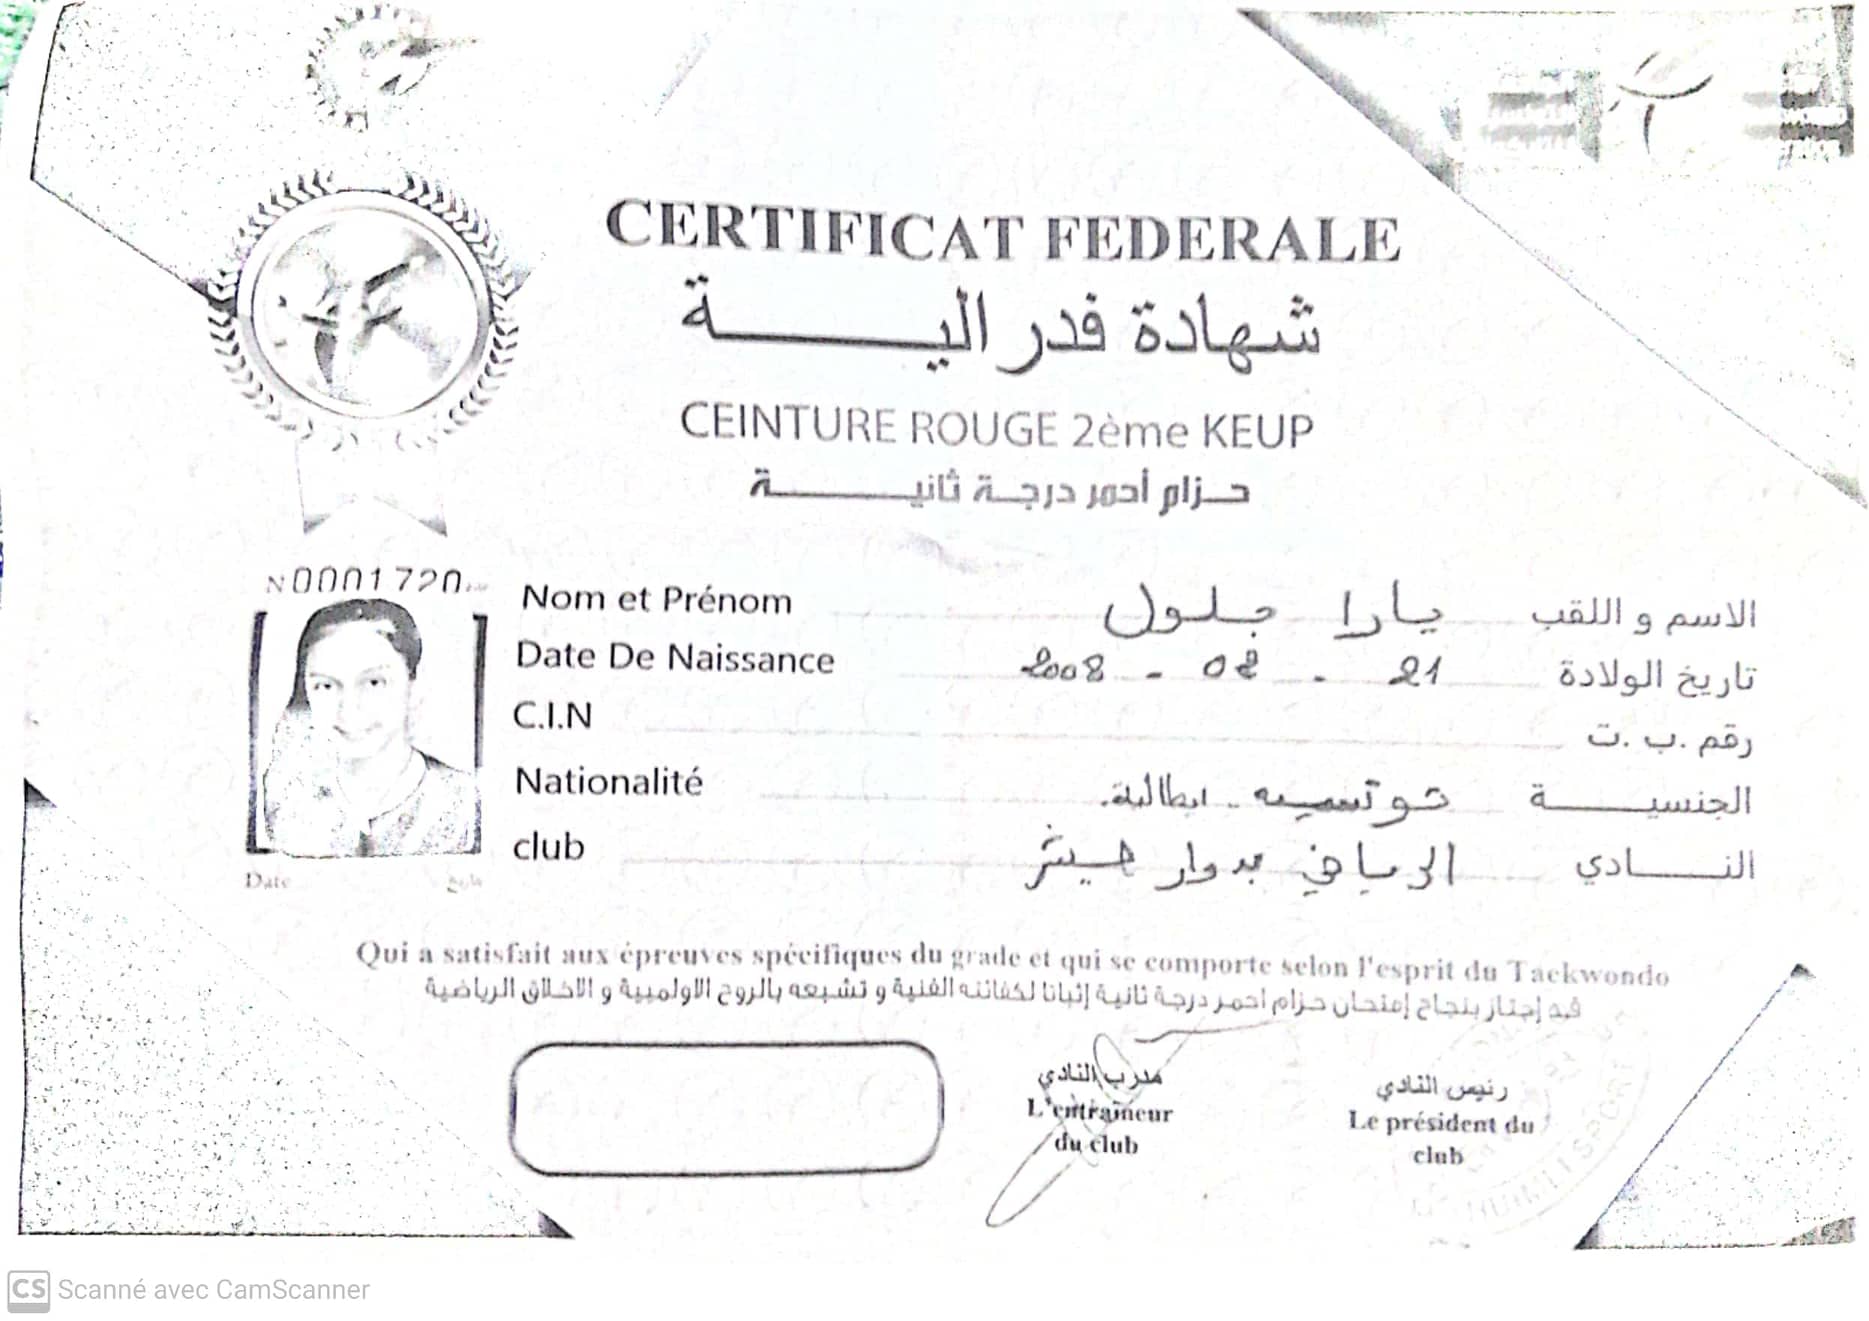 CERTIFICAT FEDERALE
شهادة فدرالية
CEINTURE ROUGE 2ème KEUP
حزام أحمر درجة ثانية
N0001720
Nom et Prénom يارا جلول الاسم و اللقب
Date De Naissance 21 - 02 - 2008 تاريخ الولادة
C.I.N رقم .ب .ت
Nationalité تونسيه - ايطالية. الجنسية
club الرياضي بدوار هيشر النادي
Date تاريخ
Qui a satisfait aux épreuves spécifiques du grade et qui se comporte selon l'esprit du Taekwondo
قد إجتاز بنجاح إمتحان حزام احمر درجة ثانية إثباتا لكفائته الفنية و تشبعه بالروح الاولمبية و الاخلاق الرياضية
مدرب النادي
L'entraineur
du club
رئيس النادي
Le président du
club
CS Scanné avec CamScanner